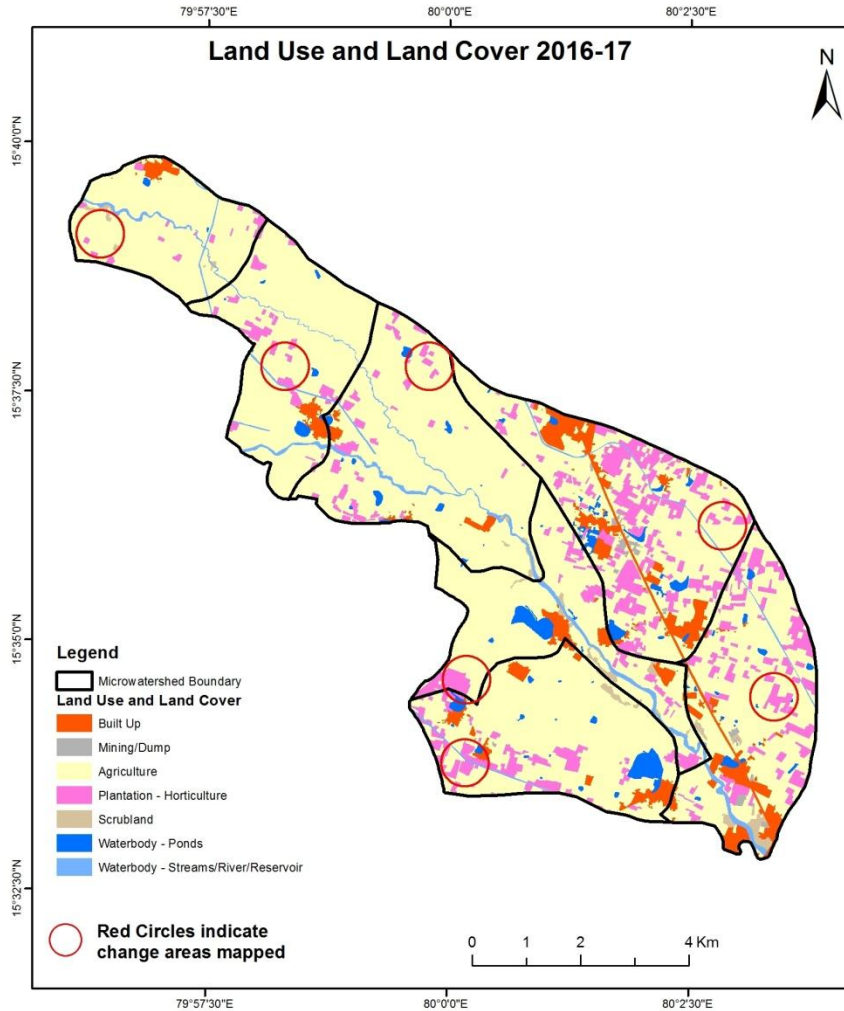 79°57'30"E 80°0'0"E 80°2'30"E
Land Use and Land Cover 2016-17
N
15°40'0"N
15°37'30"N
15°35'0"N
15°32'30"N
Legend
Microwatershed Boundary
Land Use and Land Cover
Built Up
Mining/Dump
Agriculture
Plantation - Horticulture
Scrubland
Waterbody - Ponds
Waterbody - Streams/River/Reservoir
Red Circles indicate
change areas mapped
0 1 2 4 Km
79°57'30"E 80°0'0"E 80°2'30"E